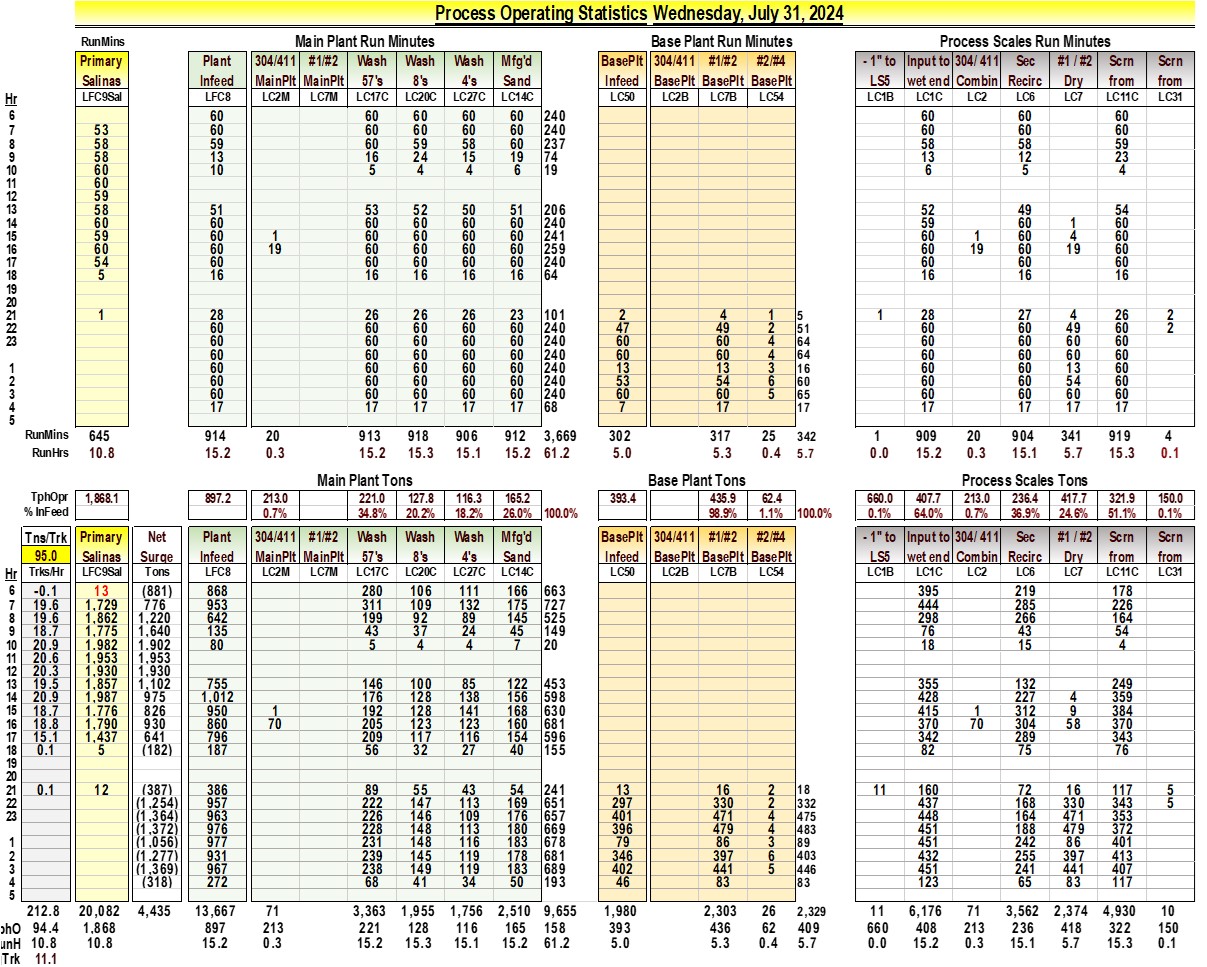 Process Operating Statistics Wednesday, July 31, 2024
RunMins Main Plant Run Minutes Base Plant Run Minutes Process Scales Run Minutes
Primary Plant 304/411 #1/#2 Wash Wash Wash Mfg'd BasePlt 304/411 #1/#2 #2/#4 - 1" to Input to 304/ 411 Sec #1 / #2 Scrn Scrn
Salinas Infeed MainPlt MainPlt 57's 8's 4's Sand Infeed BasePlt BasePlt BasePlt LS5 wet end Combin Recirc Dry from from
Hr LFC9Sal LFC8 LC2M LC7M LC17C LC20C LC27C LC14C LC50 LC2B LC7B LC54 LC1B LC1C LC2 LC6 LC7 LC11C LC31
6 60 60 60 60 60 240 60 60 60
7 53 60 60 60 60 60 240 60 60 60
8 58 59 60 59 58 60 237 58 58 59
9 58 13 16 24 15 19 74 13 12 23
10 60 10 5 4 4 6 19 6 5 4
11 60
12 59
13 58 51 53 52 50 51 206 52 49 54
14 60 60 60 60 60 60 240 59 60 1 60
15 59 60 1 60 60 60 60 241 60 1 60 4 60
16 60 60 19 60 60 60 60 259 60 19 60 19 60
17 54 60 60 60 60 60 240 60 60 60
18 5 16 16 16 16 16 64 16 16 16
19
20
21 1 28 26 26 26 23 101 2 4 1 5 1 28 27 4 26 2
22 60 60 60 60 60 240 47 49 2 51 60 60 49 60 2
23 60 60 60 60 60 240 60 60 4 64 60 60 60 60
60 60 60 60 60 240 60 60 4 64 60 60 60 60
1 60 60 60 60 60 240 13 13 3 16 60 60 13 60
2 60 60 60 60 60 240 53 54 6 60 60 60 54 60
3 60 60 60 60 60 240 60 60 5 65 60 60 60 60
4 17 17 17 17 17 68 7 17 17 17 17 17 17
5
RunMins 645 914 20 913 918 906 912 3,669 302 317 25 342 1 909 20 904 341 919 4
RunHrs 10.8 15.2 0.3 15.2 15.3 15.1 15.2 61.2 5.0 5.3 0.4 5.7 0.0 15.2 0.3 15.1 5.7 15.3 0.1
Main Plant Tons Base Plant Tons Process Scales Tons
TphOpr 1,868.1 897.2 213.0 221.0 127.8 116.3 165.2 393.4 435.9 62.4 660.0 407.7 213.0 236.4 417.7 321.9 150.0
% InFeed 0.7% 34.8% 20.2% 18.2% 26.0% 100.0% 98.9% 1.1% 100.0% 0.1% 64.0% 0.7% 36.9% 24.6% 51.1% 0.1%
Tns/Trk Primary Net Plant 304/411 #1/#2 Wash Wash Wash Mfg'd BasePlt 304/411 #1/#2 #2/#4 - 1" to Input to 304/ 411 Sec #1 / #2 Scrn Scrn
95.0 Salinas Surge Infeed MainPlt MainPlt 57's 8's 4's Sand Infeed BasePlt BasePlt BasePlt LS5 wet end Combin Recirc Dry from from
Hr Trks/Hr LFC9Sal Tons LFC8 LC2M LC7M LC17C LC20C LC27C LC14C LC50 LC2B LC7B LC54 LC1B LC1C LC2 LC6 LC7 LC11C LC31
6 -0.1 13 (881) 868 280 106 111 166 663 395 219 178
7 19.6 1,729 776 953 311 109 132 175 727 444 285 226
8 19.6 1,862 1,220 642 199 92 89 145 525 298 266 164
9 18.7 1,775 1,640 135 43 37 24 45 149 76 43 54
10 20.9 1,982 1,902 80 5 4 4 7 20 18 15 4
11 20.6 1,953 1,953
12 20.3 1,930 1,930
13 19.5 1,857 1,102 755 146 100 85 122 453 355 132 249
14 20.9 1,987 975 1,012 176 128 138 156 598 428 227 4 359
15 18.7 1,776 826 950 1 192 128 141 168 630 415 1 312 9 384
16 18.8 1,790 930 860 70 205 123 123 160 681 370 70 304 58 370
17 15.1 1,437 641 796 209 117 116 154 596 342 289 343
18 0.1 5 (182) 187 56 32 27 40 155 82 75 76
19
20
21 0.1 12 (387) 386 89 55 43 54 241 13 16 2 18 11 160 72 16 117 5
22 (1,254) 957 222 147 113 169 651 297 330 2 332 437 168 330 343 5
23 (1,364) 963 226 146 109 176 657 401 471 4 475 448 164 471 353
(1,372) 976 228 148 113 180 669 396 479 4 483 451 188 479 372
1 (1,056) 977 231 148 116 183 678 79 86 3 89 451 242 86 401
2 (1,277) 931 239 145 119 178 681 346 397 6 403 432 255 397 413
3 (1,369) 967 238 149 119 183 689 402 441 5 446 451 241 441 407
4 (318) 272 68 41 34 50 193 46 83 83 123 65 83 117
5
212.8 20,082 4,435 13,667 71 3,363 1,955 1,756 2,510 9,655 1,980 2,303 26 2,329 11 6,176 71 3,562 2,374 4,930 10
phO 94.4 1,868 897 213 221 128 116 165 158 393 436 62 409 660 408 213 236 418 322 150
unH 10.8 10.8 15.2 0.3 15.2 15.3 15.1 15.2 61.2 5.0 5.3 0.4 5.7 0.0 15.2 0.3 15.1 5.7 15.3 0.1
Trk 11.1